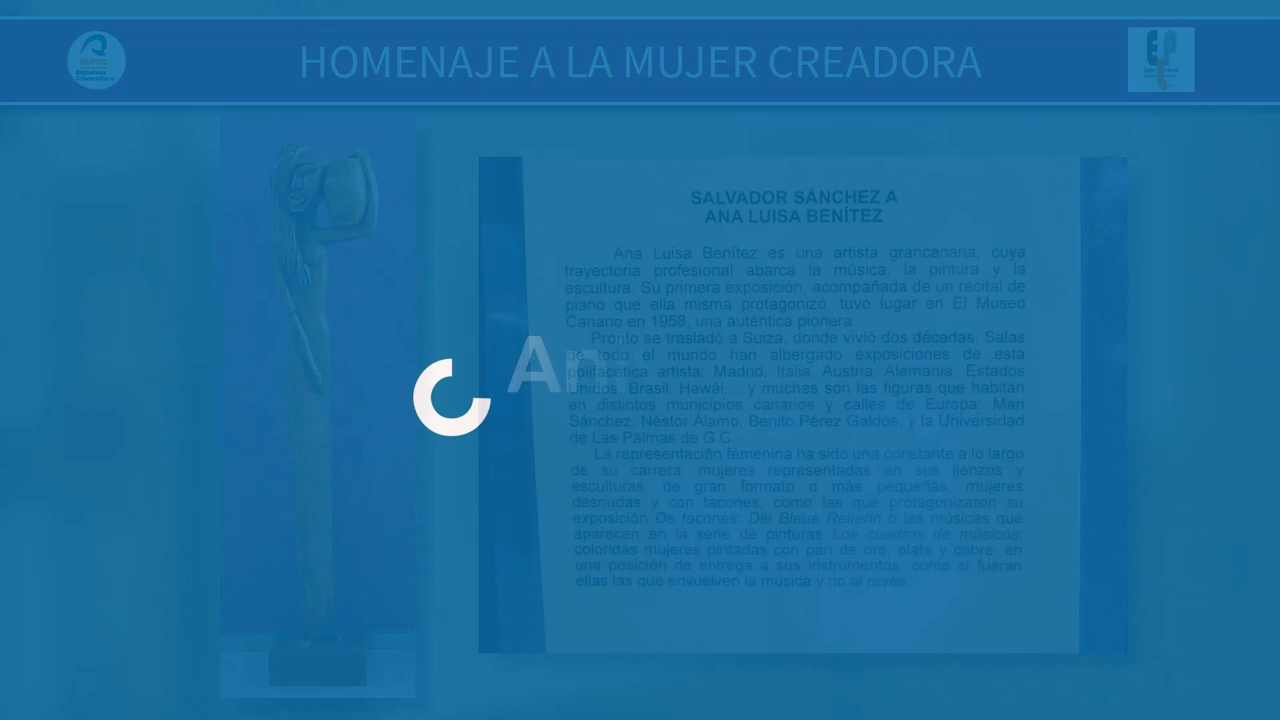 HOMENAJE A LA MUJER CREADORA
ULPGC
Biblioteca
Universitaria
EP
SALVADOR SÁNCHEZ A
ANA LUISA BENÍTEZ
Ana Luisa Benítez es una artista grancanaria, cuya
trayectoria profesional abarca la música, la pintura y la
escultura. Su primera exposición, acompañada de un recital de
piano que ella misma protagonizó, tuvo lugar en El Museo
Canario en 1958, una auténtica pionera.
Pronto se trasladó a Suiza, donde vivió dos décadas. Salas
de todo el mundo han albergado exposiciones de esta
polifacética artista: Madrid, Italia, Austria, Alemania, Estados
Unidos, Brasil, Hawái... y muchas son las figuras que habitan
en distintos municipios canarios y calles de Europa: Mari
Sánchez, Néstor Álamo, Benito Pérez Galdós, y la Universidad
de Las Palmas de G.C.
La representación femenina ha sido una constante a lo largo
de su carrera, mujeres representadas en sus lienzos y
esculturas, de gran formato o más pequeñas, mujeres
desnudas y con tacones, como las que protagonizaron su
exposición De tacones: Die Blaue Reiterin o las músicas que
aparecen en la serie de pinturas Los cuadros de músicas;
coloridas mujeres pintadas con pan de oro, plata y cobre, en
una posición de entrega a sus instrumentos, como si fueran
ellas las que envuelven la música y no al revés.
An